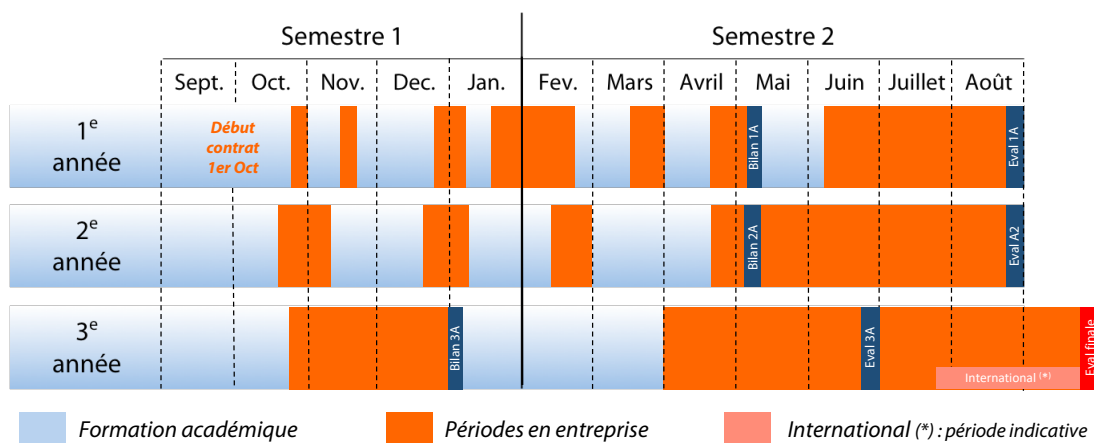 Semestre 1
Semestre 2
Sept.
Oct.
Nov.
Dec.
Jan.
Fev.
Mars
Avril
Mai
Juin
Juillet
Août
1e
année
Début
contrat
1er Oct
Bilan 1A
Eval 1A
2e
année
Bilan 2A
Eval A2
3e
année
Bilan 3A
Eval 3A
International (*)
Eval finale
Formation académique
Périodes en entreprise
International (*) : période indicative